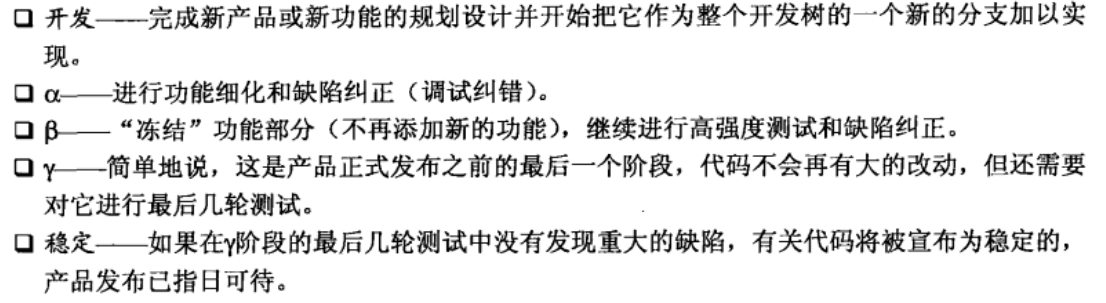 ❑ 开发——完成新产品或新功能的规划设计并开始把它作为整个开发树的一个新的分支加以实
现。
❑ α——进行功能细化和缺陷纠正（调试纠错）。
❑ β——“冻结”功能部分（不再添加新的功能），继续进行高强度测试和缺陷纠正。
❑ γ——简单地说，这是产品正式发布之前的最后一个阶段，代码不会再有大的改动，但还需要
对它进行最后几轮测试。
❑ 稳定——如果在γ阶段的最后几轮测试中没有发现重大的缺陷，有关代码将被宣布为稳定的，
产品发布已指日可待。